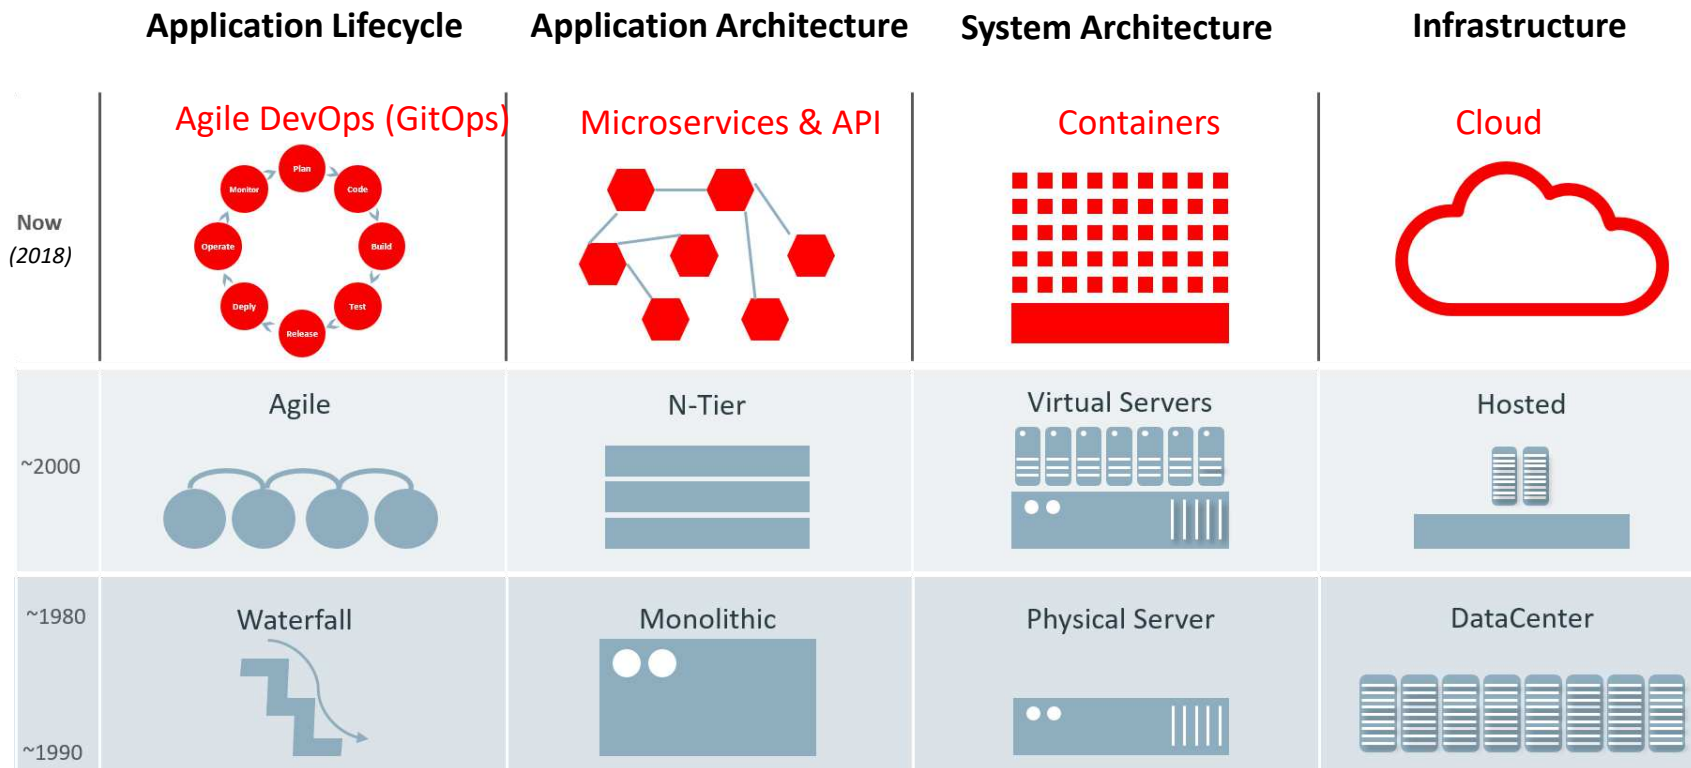 Application Lifecycle
Application Architecture
System Architecture
Infrastructure
Now
(2018)
Agile DevOps (GitOps)
Plan
Code
Build
Test
Release
Deply
Operate
Monitor
Microservices & API
Containers
Cloud
~2000
Agile
N-Tier
Virtual Servers
Hosted
~1980
~1990
Waterfall
Monolithic
Physical Server
DataCenter